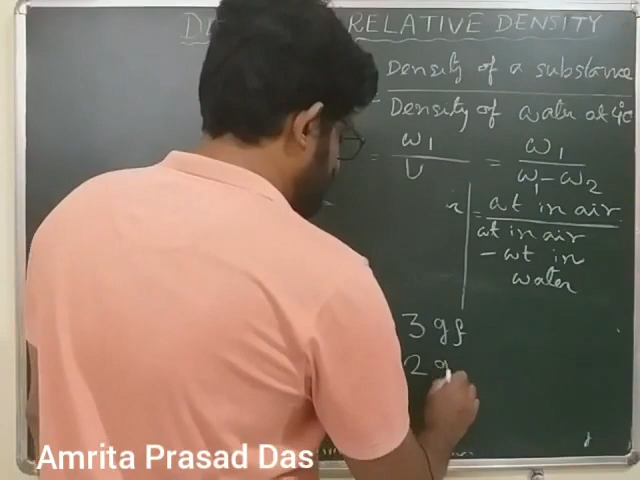 RELATIVE DENSITY
Density of a substance
Density of water at 4°C
= w1 / U = w1 / w1 - w2
= wt in air
wt in air
- wt in
water
3 gf
2 g
Amrita Prasad Das